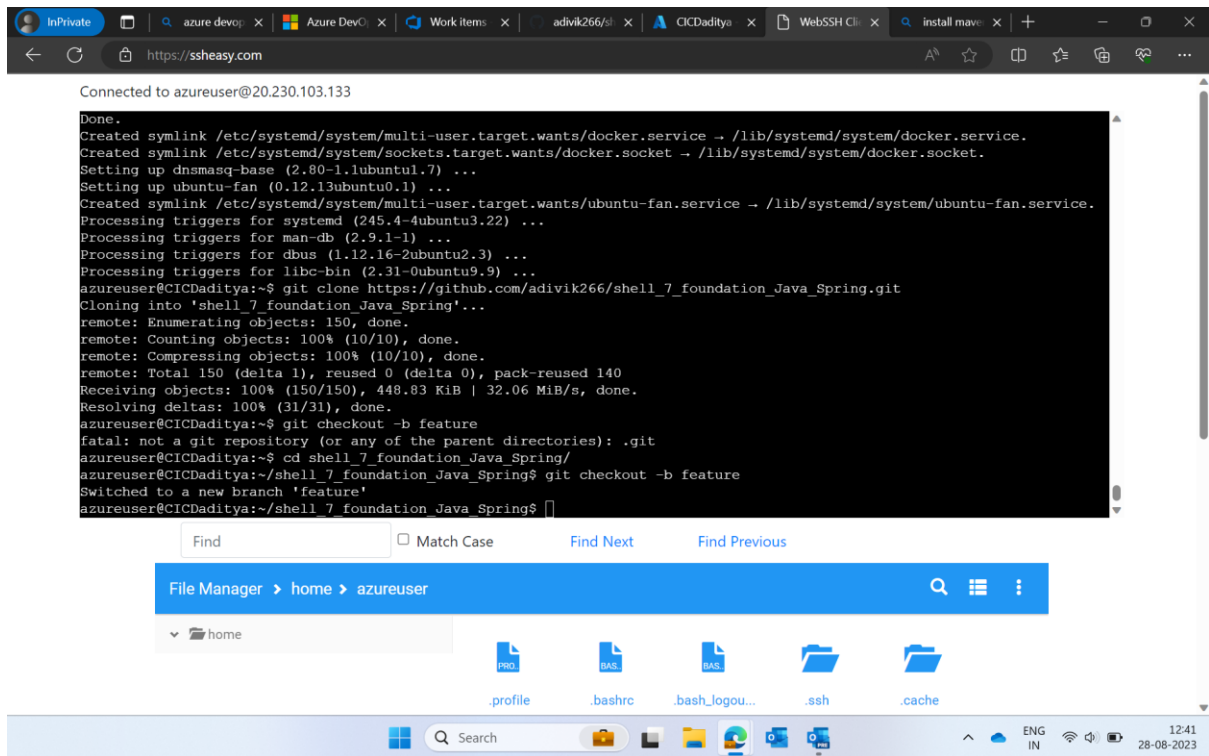 InPrivate
azure devop
Azure DevO
Work items
adivik266/sh
CICDaditya
WebSSH Clie
install mave
https://ssheasy.com
Connected to azureuser@20.230.103.133
Done.
Created symlink /etc/systemd/system/multi-user.target.wants/docker.service → /lib/systemd/system/docker.service.
Created symlink /etc/systemd/system/sockets.target.wants/docker.socket → /lib/systemd/system/docker.socket.
Setting up dnsmasq-base (2.80-1.1ubuntu1.7) ...
Setting up ubuntu-fan (0.12.13ubuntu0.1) ...
Created symlink /etc/systemd/system/multi-user.target.wants/ubuntu-fan.service → /lib/systemd/system/ubuntu-fan.service.
Processing triggers for systemd (245.4-4ubuntu3.22) ...
Processing triggers for man-db (2.9.1-1) ...
Processing triggers for dbus (1.12.16-2ubuntu2.3) ...
Processing triggers for libc-bin (2.31-0ubuntu9.9) ...
azureuser@CICDaditya:~$ git clone https://github.com/adivik266/shell_7_foundation_Java_Spring.git
Cloning into 'shell_7_foundation_Java_Spring'...
remote: Enumerating objects: 150, done.
remote: Counting objects: 100% (10/10), done.
remote: Compressing objects: 100% (10/10), done.
remote: Total 150 (delta 1), reused 0 (delta 0), pack-reused 140
Receiving objects: 100% (150/150), 448.83 KiB | 32.06 MiB/s, done.
Resolving deltas: 100% (31/31), done.
azureuser@CICDaditya:~$ git checkout -b feature
fatal: not a git repository (or any of the parent directories): .git
azureuser@CICDaditya:~$ cd shell_7_foundation_Java_Spring/
azureuser@CICDaditya:~/shell_7_foundation_Java_Spring$ git checkout -b feature
Switched to a new branch 'feature'
azureuser@CICDaditya:~/shell_7_foundation_Java_Spring$
Find
Match Case
Find Next
Find Previous
File Manager > home > azureuser
home
PRO..
BAS..
BAS..
.profile
.bashrc
.bash_logou...
.ssh
.cache
Search
ENG
IN
12:41
28-08-2023